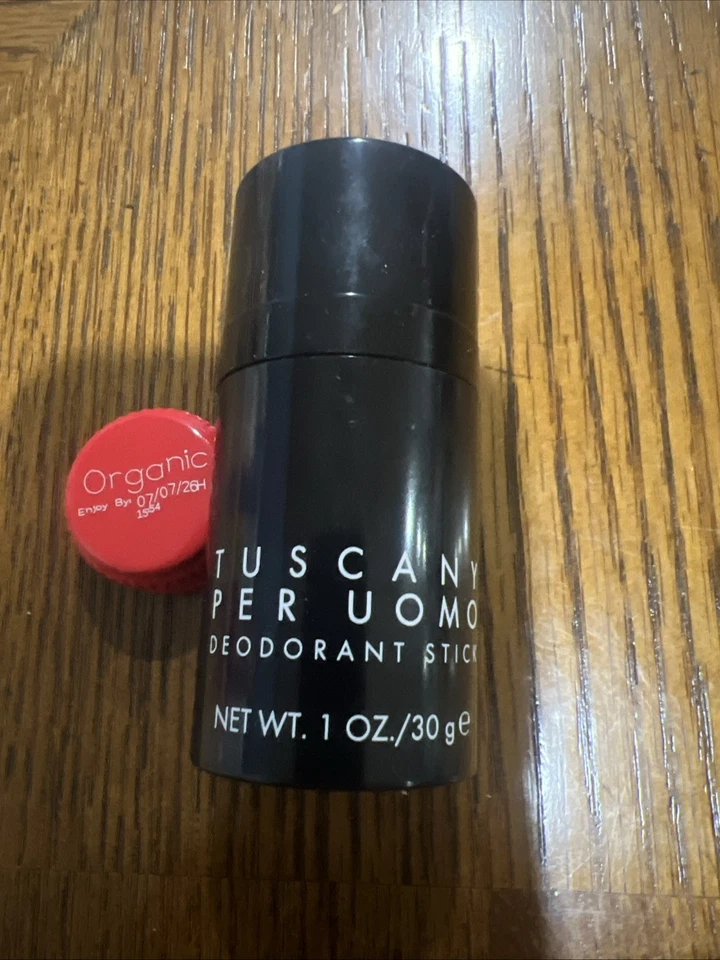 Organic
Enjoy By: 07/07/26H
1554
TUSCANY
PER UOMO
DEODORANT STICK
NET WT. 1 OZ./30 g e